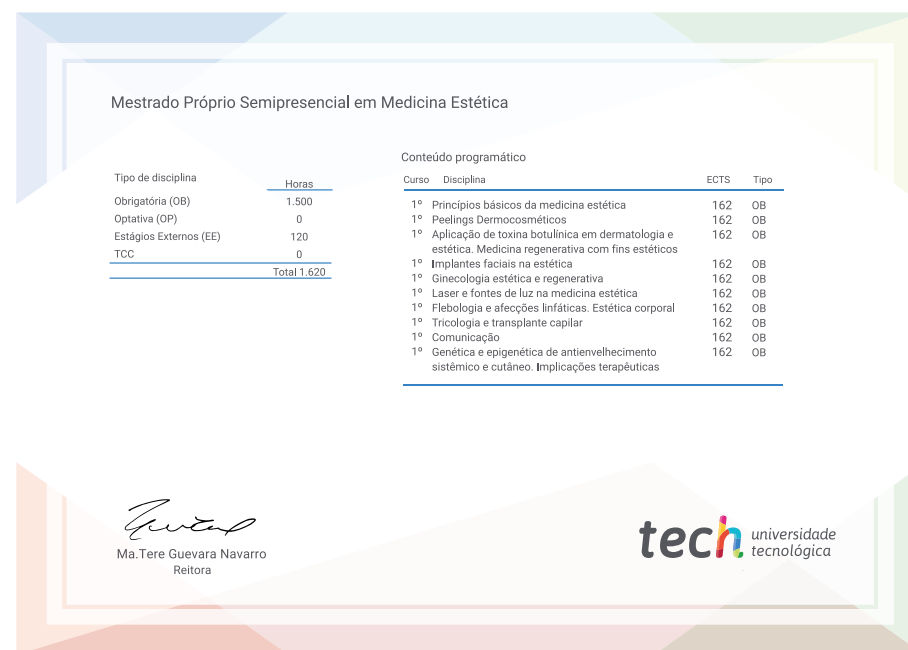 Mestrado Próprio Semipresencial em Medicina Estética
Tipo de disciplina Horas
Obrigatória (OB) 1.500
Optativa (OP) 0
Estágios Externos (EE) 120
TCC 0
Total 1.620
Conteúdo programático
Curso Disciplina ECTS Tipo
1º Princípios básicos da medicina estética 162 OB
1º Peelings Dermocosméticos 162 OB
1º Aplicação de toxina botulínica em dermatologia e 162 OB
estética. Medicina regenerativa com fins estéticos
1º Implantes faciais na estética 162 OB
1º Ginecologia estética e regenerativa 162 OB
1º Laser e fontes de luz na medicina estética 162 OB
1º Flebologia e afecções linfáticas. Estética corporal 162 OB
1º Tricologia e transplante capilar 162 OB
1º Comunicação 162 OB
1º Genética e epigenética de antienvelhecimento 162 OB
sistêmico e cutâneo. Implicações terapêuticas
Ma.Tere Guevara Navarro
Reitora
tech universidade
tecnológica